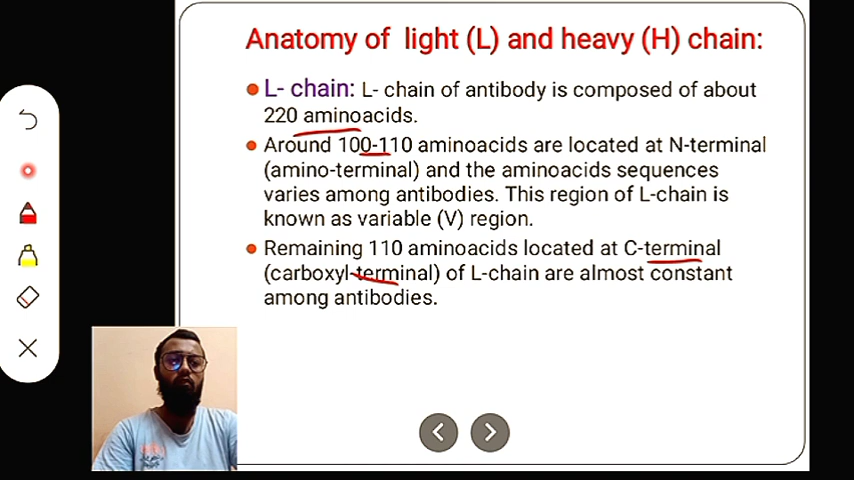 Anatomy of light (L) and heavy (H) chain:
L- chain: L- chain of antibody is composed of about
220 aminoacids.
Around 100-110 aminoacids are located at N-terminal
(amino-terminal) and the aminoacids sequences
varies among antibodies. This region of L-chain is
known as variable (V) region.
Remaining 110 aminoacids located at C-terminal
(carboxyl-terminal) of L-chain are almost constant
among antibodies.